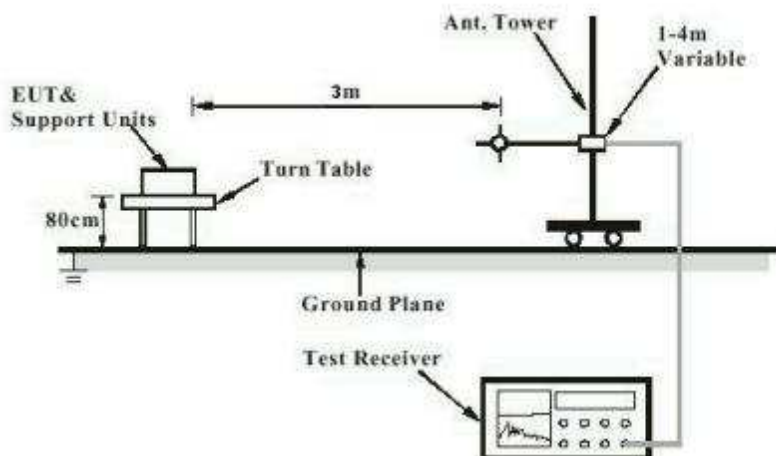 Ant. Tower
1-4m
Variable
3m
EUT&
Support Units
Turn Table
80cm
Ground Plane
Test Receiver